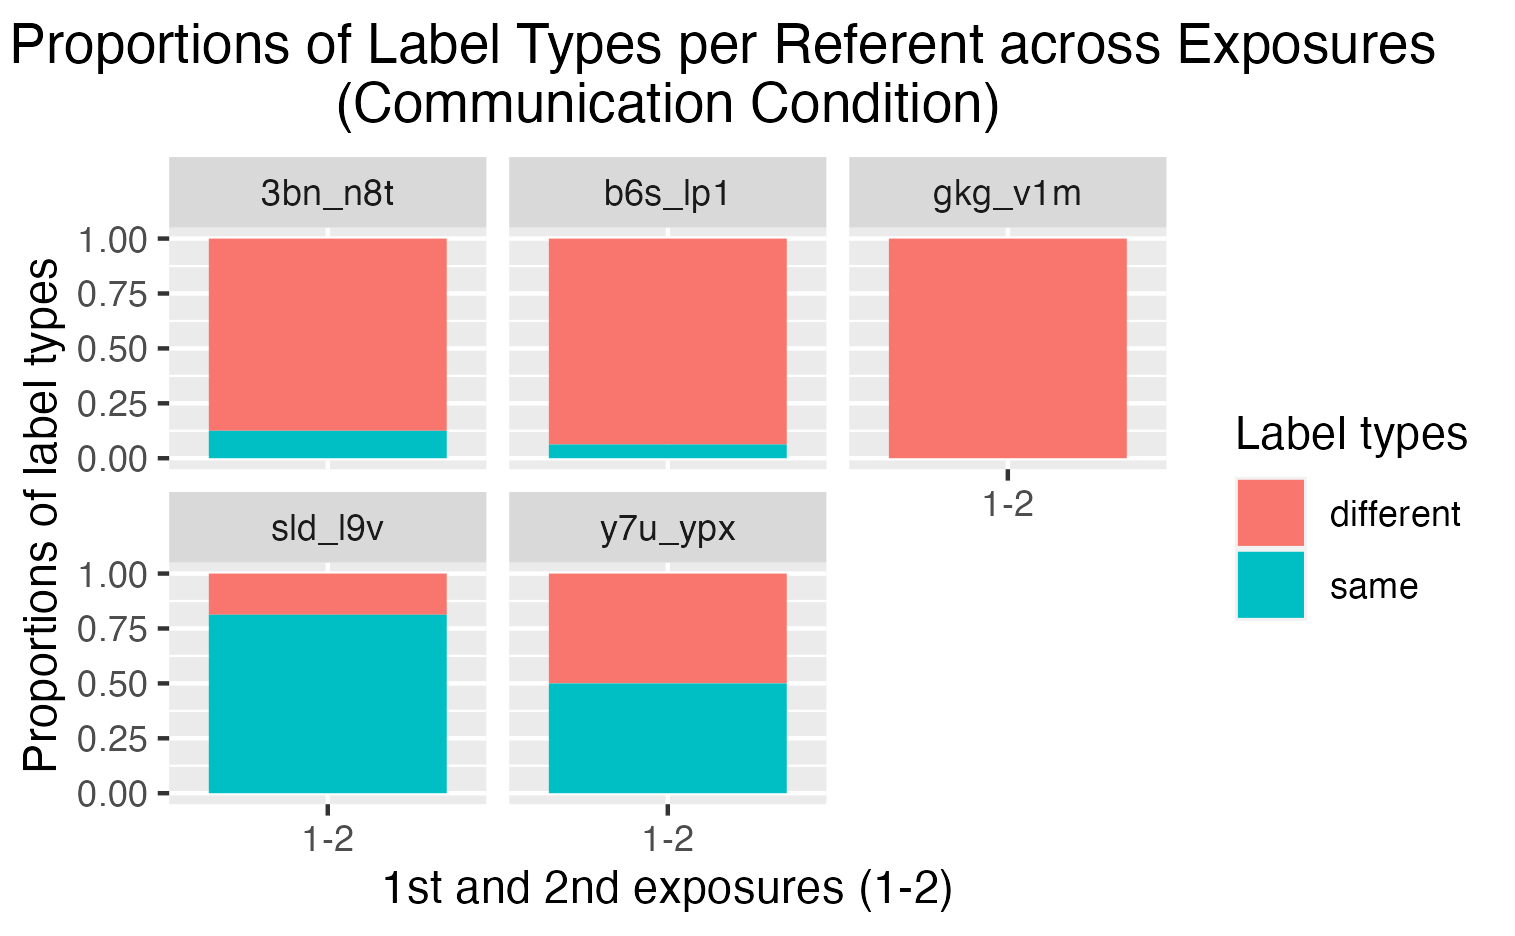 Proportions of Label Types per Referent across Exposures
(Communication Condition)
Proportions of label types
3bn_n8t
b6s_lp1
gkg_v1m
1.00
0.75
0.50
0.25
0.00
1-2
sld_l9v
y7u_ypx
1.00
0.75
0.50
0.25
0.00
1-2
1-2
1st and 2nd exposures (1-2)
Label types
different
same